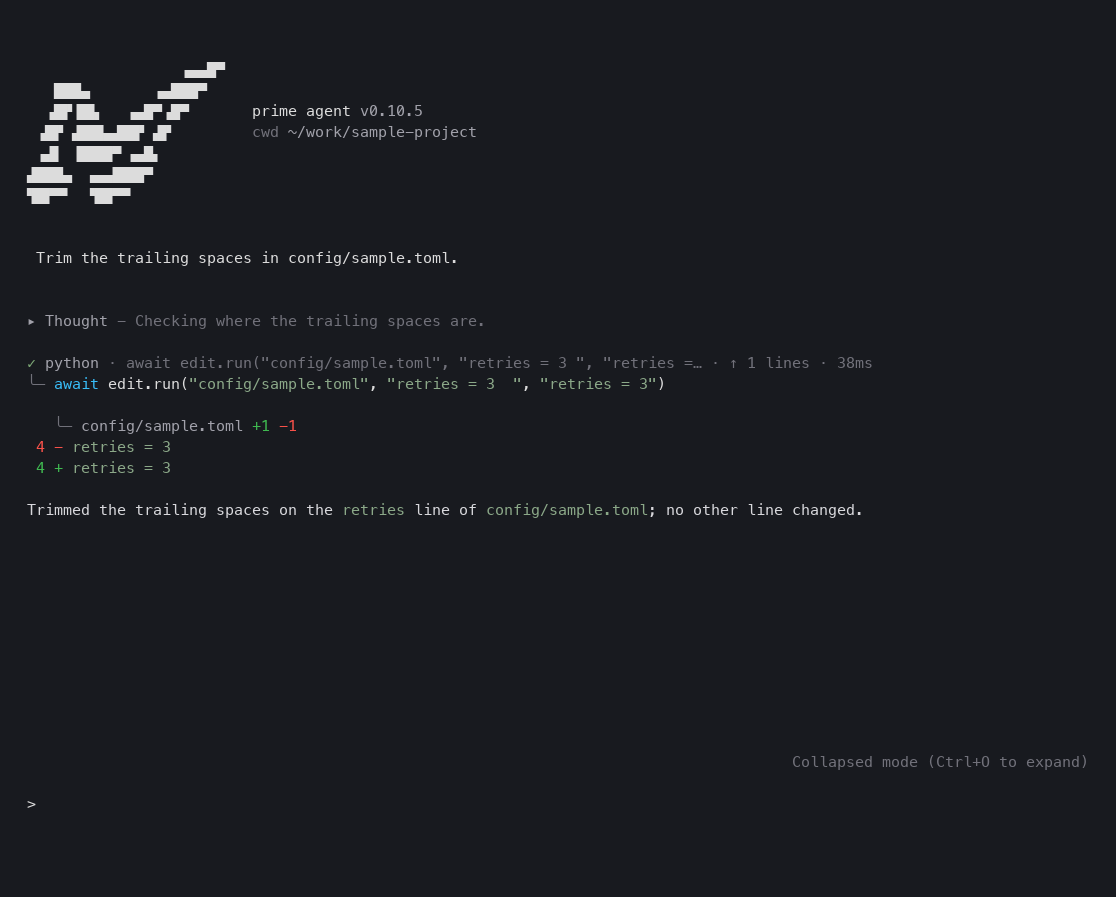 prime agent v0.10.5
cwd ~/work/sample-project
Trim the trailing spaces in config/sample.toml.
▸ Thought — Checking where the trailing spaces are.
✓ python · await edit.run("config/sample.toml", "retries = 3 ", "retries =… · ↑ 1 lines · 38ms
╰─ await edit.run("config/sample.toml", "retries = 3  ", "retries = 3")
╰─ config/sample.toml +1 −1
4 − retries = 3
4 + retries = 3
Trimmed the trailing spaces on the retries line of config/sample.toml; no other line changed.
Collapsed mode (Ctrl+O to expand)
>